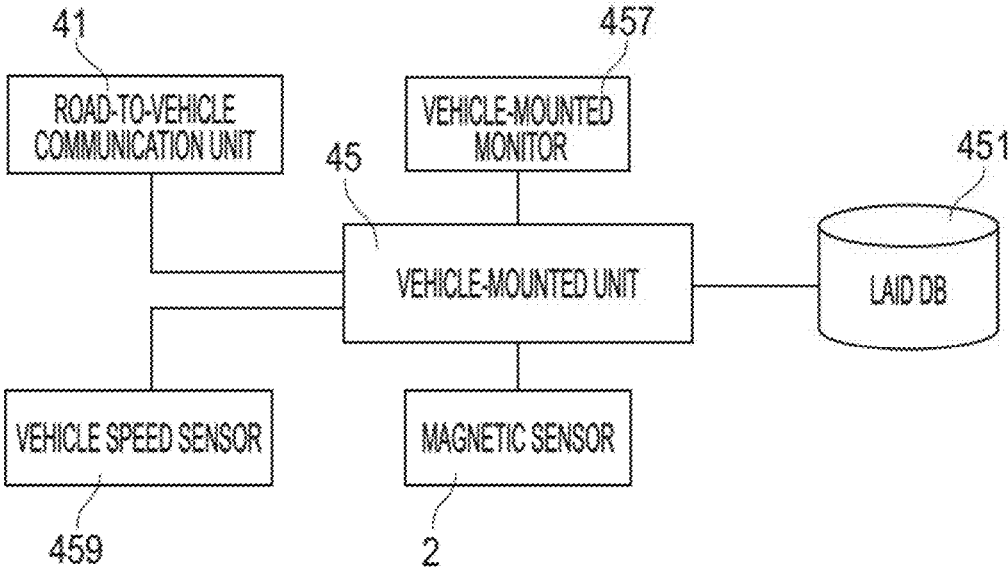 41
ROAD-TO-VEHICLE
COMMUNICATION UNIT
457
VEHICLE-MOUNTED
MONITOR
45
VEHICLE-MOUNTED UNIT
451
LAID DB
VEHICLE SPEED SENSOR
459
MAGNETIC SENSOR
2